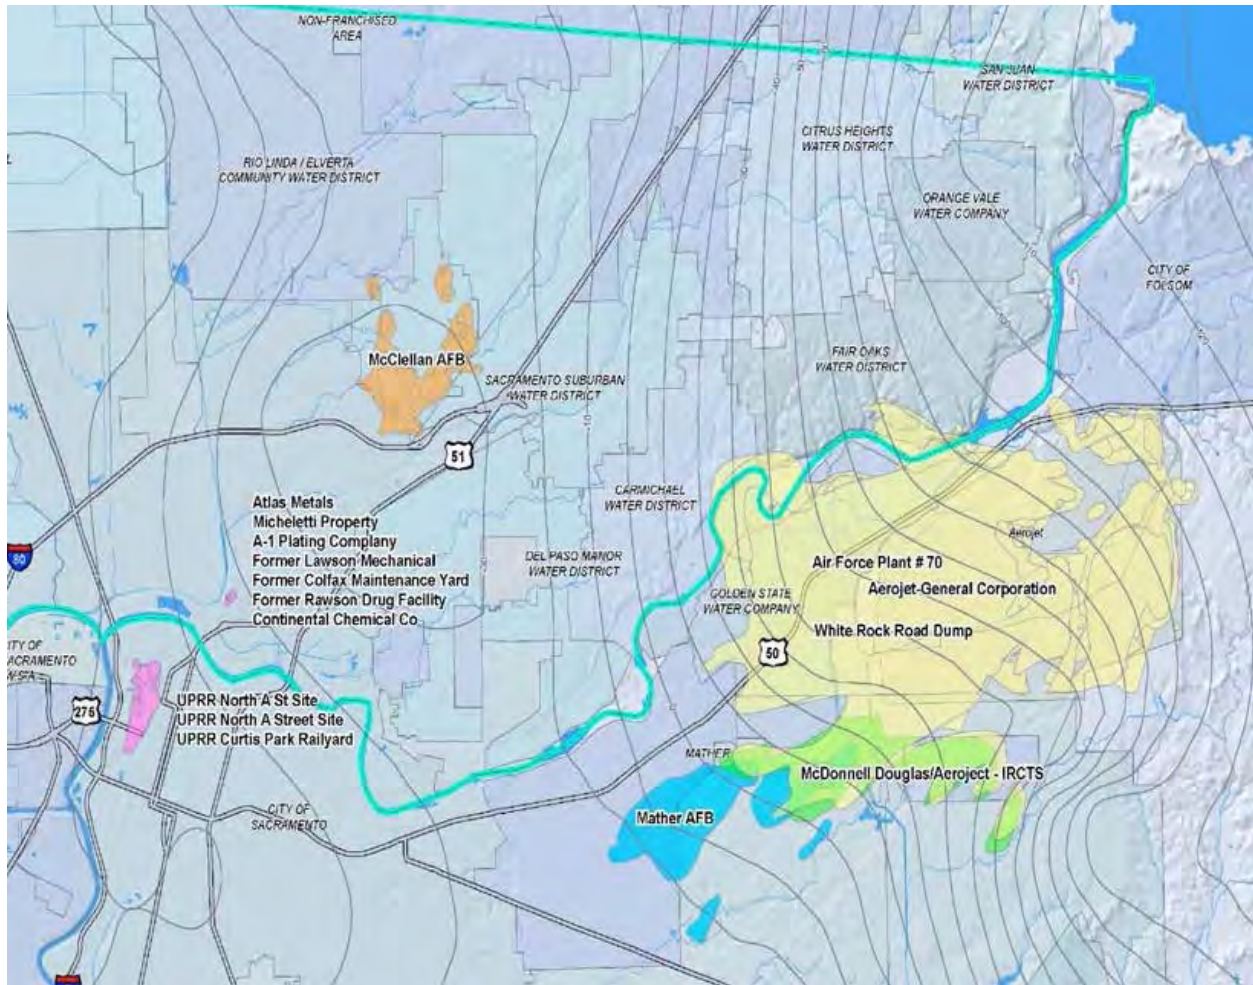 NON-FRANCHISED
AREA
SAN JUAN
WATER DISTRICT
CITRUS HEIGHTS
WATER DISTRICT
RIO LINDA / ELVERTA
COMMUNITY WATER DISTRICT
ORANGE VALE
WATER COMPANY
CITY OF
FOLSOM
McClellan AFB
FAIR OAKS
WATER DISTRICT
SACRAMENTO SUBURBAN
WATER DISTRICT
51
CARMICHAEL
WATER DISTRICT
Atlas Metals
Micheletti Property
A-1 Plating Complany
Former Lawson Mechanical
Former Colfax Maintenance Yard
Former Rawson Drug Facility
Continental Chemical Co
Aerojet
80
DEL PASO MANOR
WATER DISTRICT
Air Force Plant # 70
Aerojet-General Corporation
GOLDEN STATE
WATER COMPANY
White Rock Road Dump
50
UPRR North A St Site
UPRR North A Street Site
UPRR Curtis Park Railyard
275
MATHER
McDonnell Douglas/Aeroject - IRCTS
Mather AFB
CITY OF
SACRAMENTO